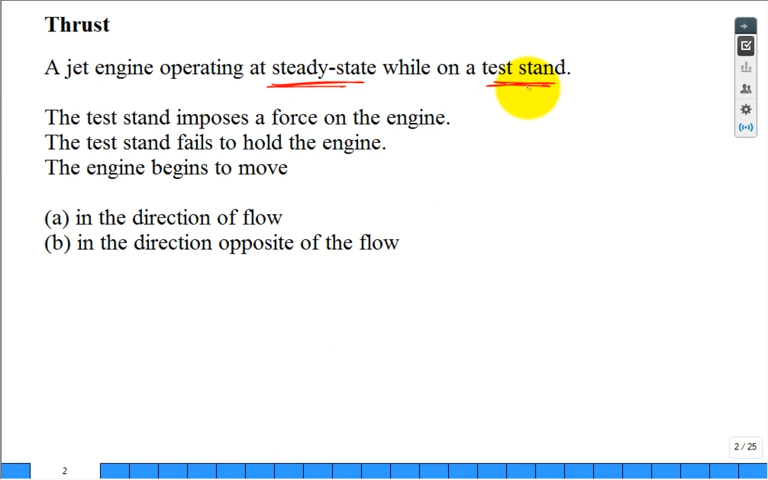 Thrust
A jet engine operating at steady-state while on a test stand.
The test stand imposes a force on the engine.
The test stand fails to hold the engine.
The engine begins to move
(a) in the direction of flow
(b) in the direction opposite of the flow
2 / 25
2